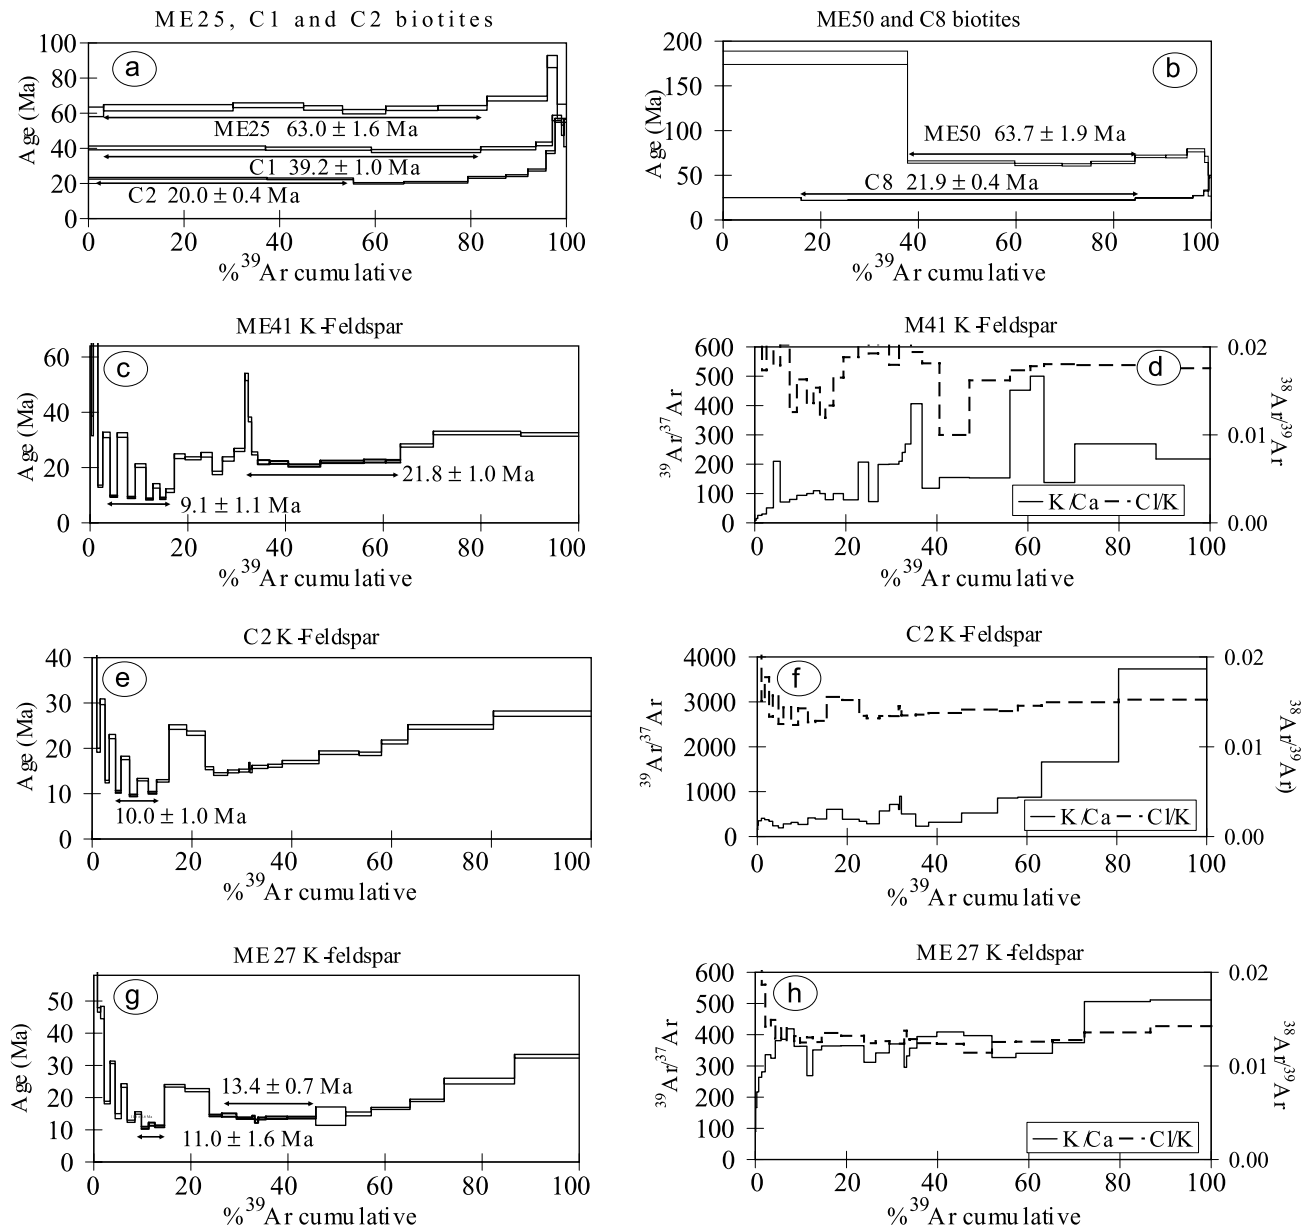 ME25, C1 and C2 biotites
100
80
60
40
20
0
Age (Ma)
a
ME25 63.0 ± 1.6 Ma
C1 39.2 ± 1.0 Ma
C2 20.0 ± 0.4 Ma
0 20 40 60 80 100
%39Ar cumulative
ME50 and C8 biotites
200
150
100
50
0
Age (Ma)
b
ME50 63.7 ± 1.9 Ma
C8 21.9 ± 0.4 Ma
0 20 40 60 80 100
%39Ar cumulative
ME41 K-Feldspar
60
40
20
0
Age (Ma)
c
21.8 ± 1.0 Ma
9.1 ± 1.1 Ma
0 20 40 60 80 100
%39Ar cumulative
M41 K-Feldspar
600
500
400
300
200
100
0
39Ar/37Ar
d
0.02
0.01
0.00
38Ar/39Ar
K/Ca Cl/K
0 20 40 60 80 100
%39Ar cumulative
C2 K-Feldspar
40
30
20
10
0
Age (Ma)
e
10.0 ± 1.0 Ma
0 20 40 60 80 100
%39Ar cumulative
C2 K-Feldspar
4000
3000
2000
1000
0
39Ar/37Ar
f
0.02
0.01
0.00
38Ar/39Ar)
K/Ca Cl/K
0 20 40 60 80 100
%39Ar cumulative
ME 27 K-feldspar
50
40
30
20
10
0
Age (Ma)
g
13.4 ± 0.7 Ma
11.0 ± 1.6 Ma
0 20 40 60 80 100
%39Ar cumulative
ME 27 K-feldspar
600
500
400
300
200
100
0
39Ar/37Ar
h
0.02
0.01
0.00
38Ar/39Ar
K/Ca Cl/K
0 20 40 60 80 100
%39Ar cumulative